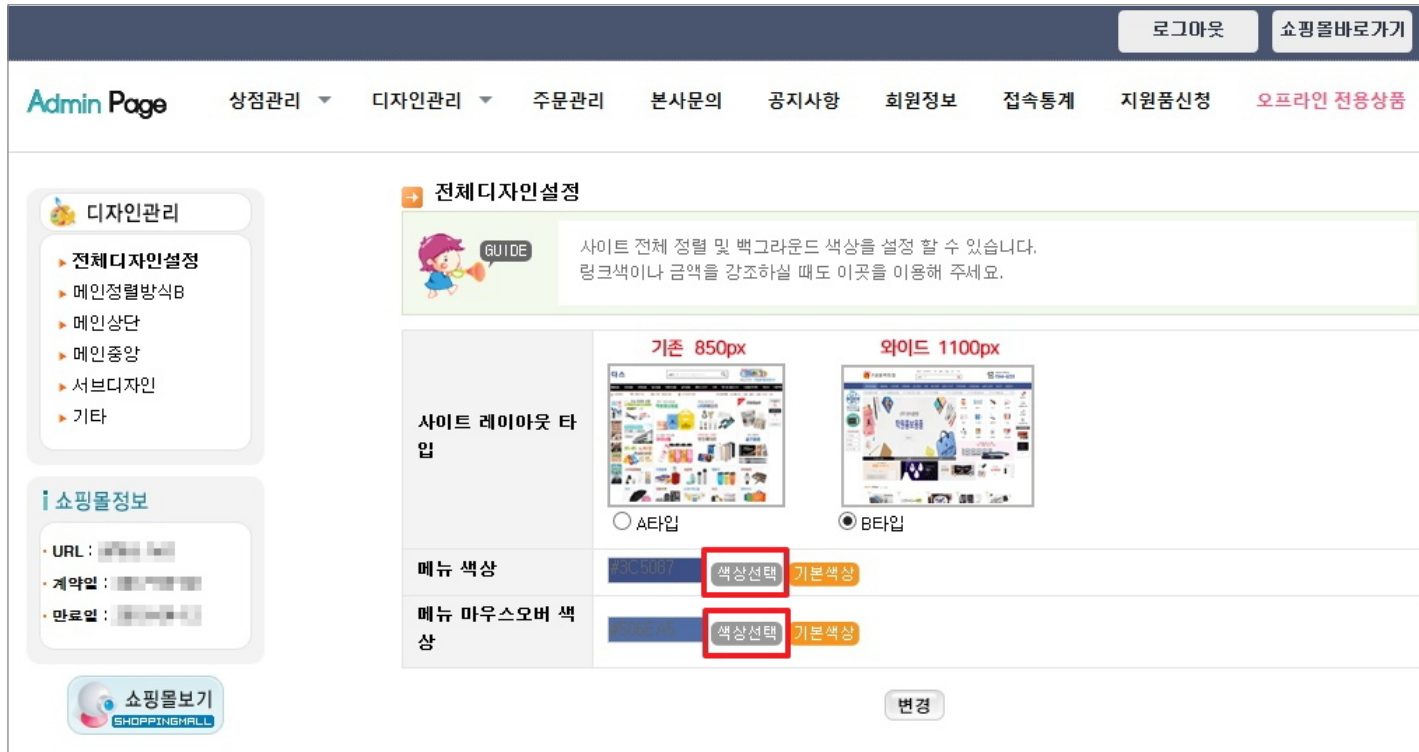 로그아웃
쇼핑몰바로가기
Admin Page
상점관리
디자인관리
주문관리
본사문의
공지사항
회원정보
접속통계
지원품신청
오프라인 전용상품
디자인관리
전체디자인설정
메인정렬방식B
메인상단
메인중앙
서브디자인
기타
쇼핑몰정보
URL :
계약일 :
만료일 :
쇼핑몰보기
SHOPPINGMALL
전체디자인설정
GUIDE
사이트 전체 정렬 및 백그라운드 색상을 설정 할 수 있습니다.
링크색이나 금액을 강조하실 때도 이곳을 이용해 주세요.
사이트 레이아웃 타
입
기존 850px
와이드 1100px
A타입
B타입
메뉴 색상
#3C5087
색상선택
기본색상
메뉴 마우스오버 색
상
색상선택
기본색상
변경